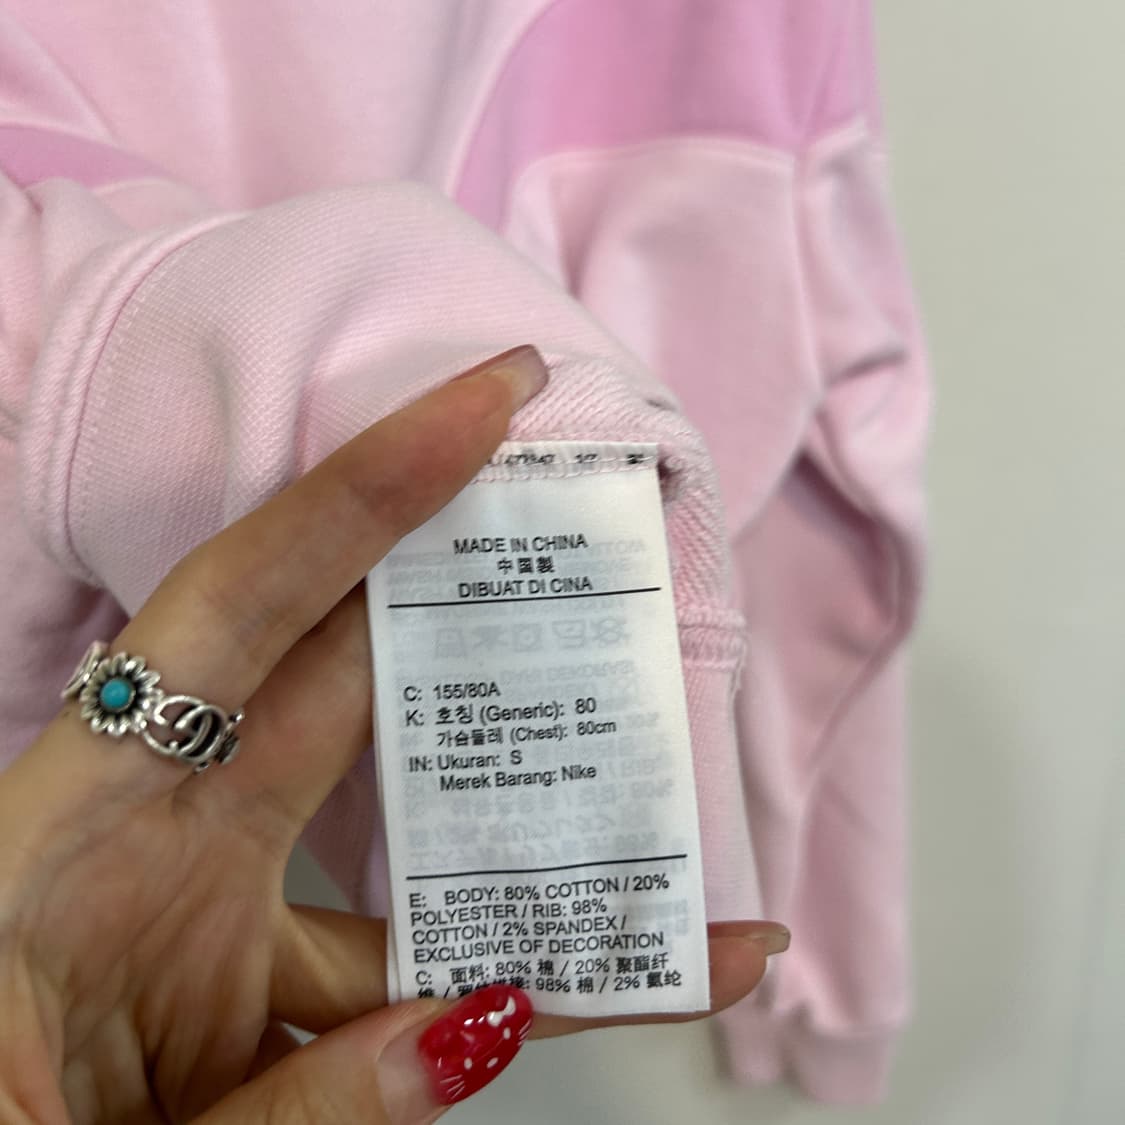 MADE IN CHINA
中国製
DIBUAT DI CINA
C: 155/80A
K: 호칭 (Generic): 80
가슴둘레 (Chest): 80cm
IN: Ukuran: S
Merek Barang: Nike
E: BODY: 80% COTTON / 20%
POLYESTER / RIB: 98%
COTTON / 2% SPANDEX /
EXCLUSIVE OF DECORATION
C: 面料: 80% 棉 / 20% 聚酯纤
维 / 98% 棉 / 2% 氨纶